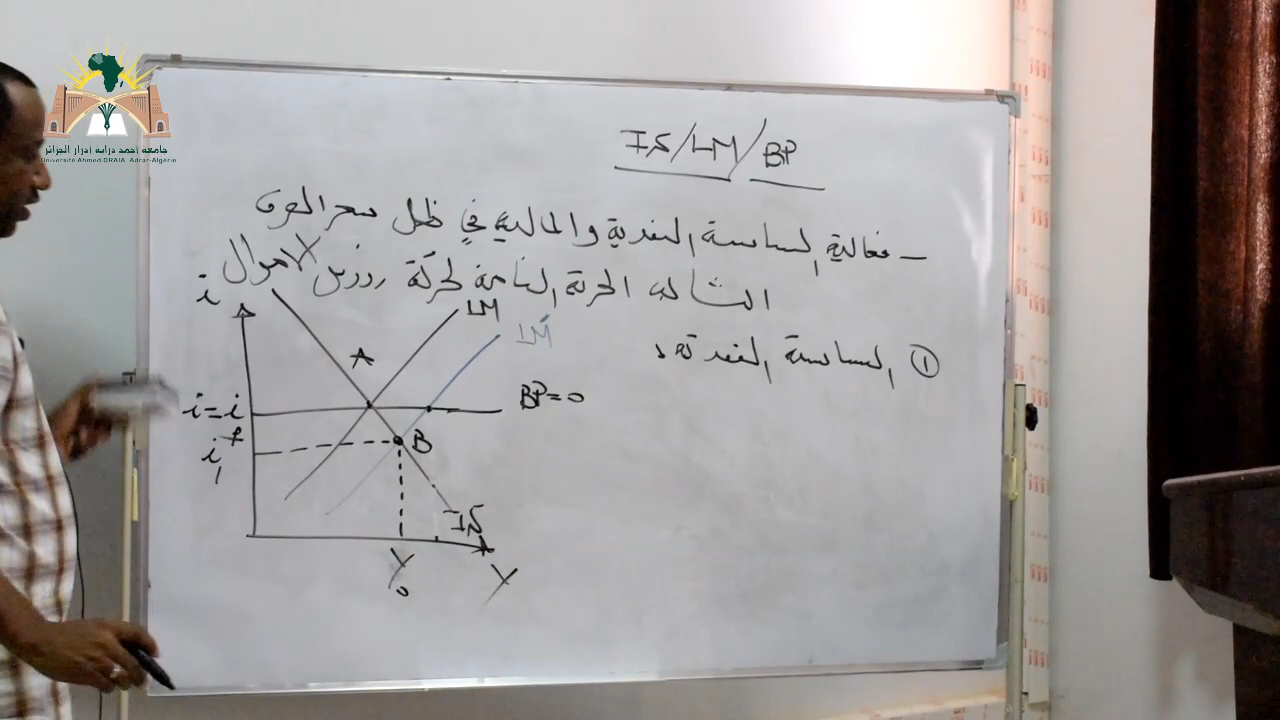 جامعة أحمد دراية أدرار الجزائر
Université Ahmed DRAIA. Adrar-Algérie
IS/LM/BP
– فعالية السياسة النقدية والمالية في ظل سعر الصرف
الثابت الحرية التامة لحركة رؤوس الأموال
① السياسة النقدية:
i
LM
LM'
A
i=i*
BP=0
B
i₁
IS
Y₀
Y